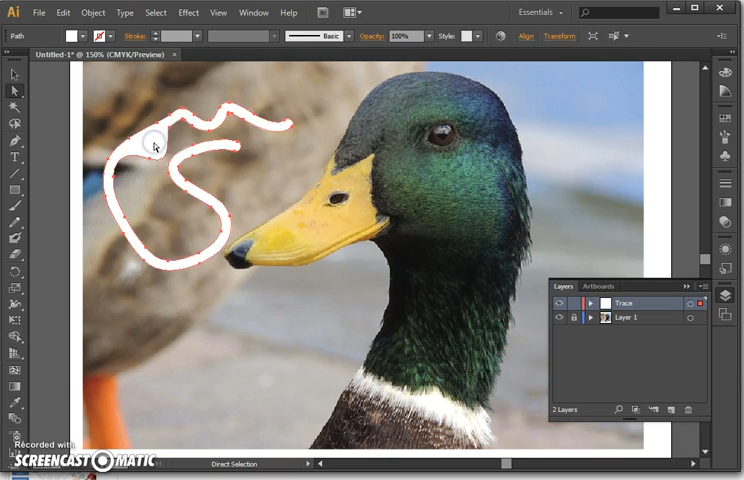 Ai File Edit Object Type Select Effect View Window Help Essentials
Path Stroke: Basic Opacity: 100% Style: Align Transform
Untitled-1* @ 150% (CMYK/Preview)
Layers Artboards
Trace
Layer 1
2 Layers
Recorded with
SCREENCAST MATIC
Direct Selection